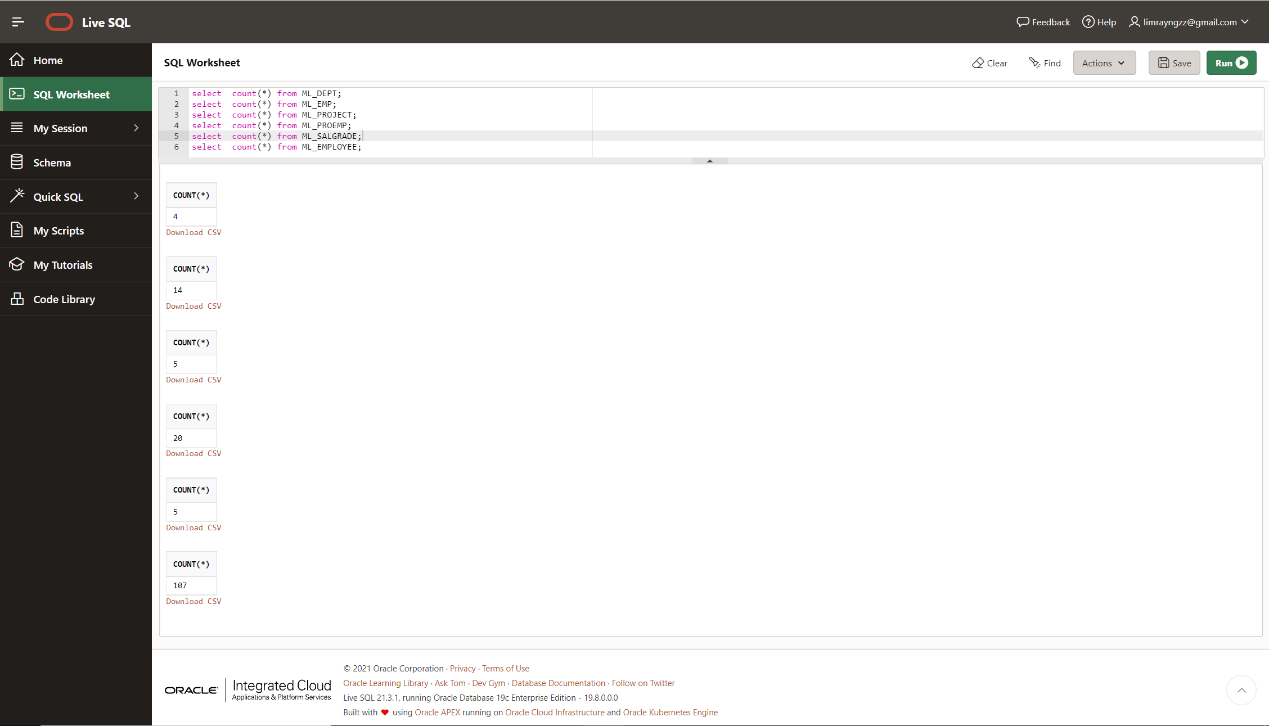 Live SQL
Feedback
Help
limrayngzz@gmail.com
Home
SQL Worksheet
My Session
Schema
Quick SQL
My Scripts
My Tutorials
Code Library
SQL Worksheet
Clear
Find
Actions
Save
Run
1 select count(*) from ML_DEPT;
2 select count(*) from ML_EMP;
3 select count(*) from ML_PROJECT;
4 select count(*) from ML_PROEMP;
5 select count(*) from ML_SALGRADE;
6 select count(*) from ML_EMPLOYEE;
COUNT(*)
4
Download CSV
COUNT(*)
14
Download CSV
COUNT(*)
5
Download CSV
COUNT(*)
20
Download CSV
COUNT(*)
5
Download CSV
COUNT(*)
107
Download CSV
ORACLE
Integrated Cloud
Applications & Platform Services
© 2021 Oracle Corporation · Privacy · Terms of Use
Oracle Learning Library · Ask Tom · Dev Gym · Database Documentation · Follow on Twitter
Live SQL 21.3.1, running Oracle Database 19c Enterprise Edition - 19.8.0.0.0
Built with ❤ using Oracle APEX running on Oracle Cloud Infrastructure and Oracle Kubernetes Engine